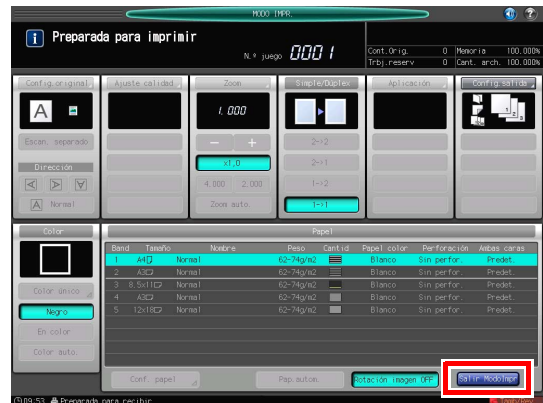 MODO IMPR.
Preparada para imprimir
N.º juego 0001
Cont.Orig. 0 Memoria 100.000%
Trbj.reserv 0 Cant. arch. 100.000%
Config.original Ajuste calidad Zoom Simple/Dúplex Aplicación Config.salida
A 1.000
1 2
Escan. separado - + 2->2
Dirección x1,0 2->1
4.000 2.000 1->2
Normal Zoom auto. 1->1
Color Papel
Band Tamaño Nombre Peso Cantid Papel color Perforación Ambas caras
1 A4 Normal 62-74g/m2 Blanco Sin perfor. Predet.
2 A3 Normal 62-74g/m2 Blanco Sin perfor. Predet.
3 8.5×11 Normal 62-74g/m2 Blanco Sin perfor. Predet.
4 A3 Normal 62-74g/m2 Blanco Sin perfor. Predet.
5 12×18 Normal 62-74g/m2 Blanco Sin perfor. Predet.
Color único
Negro
En color
Color auto.
Conf. papel Pap.autom. Rotación imagen OFF Salir ModoImpr
09:53 Preparada para recibir